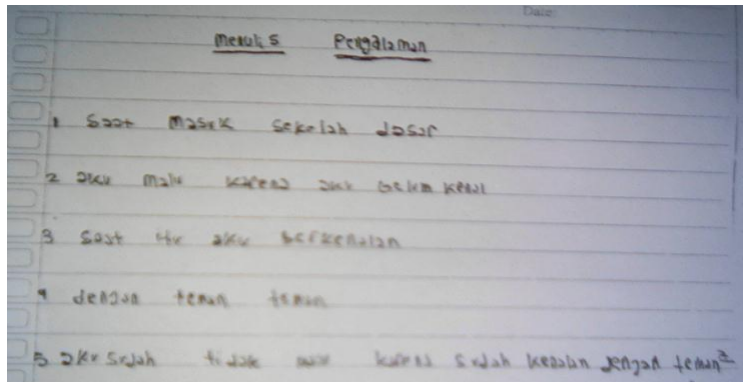 Date:
Menulis Pengalaman
1 Saat masuk sekolah dasar
2 aku malu karena aku belum kenal
3 Saat itu aku berkenalan
4 dengan teman teman
5 aku sudah tidak karena sudah kenalan dengan teman²